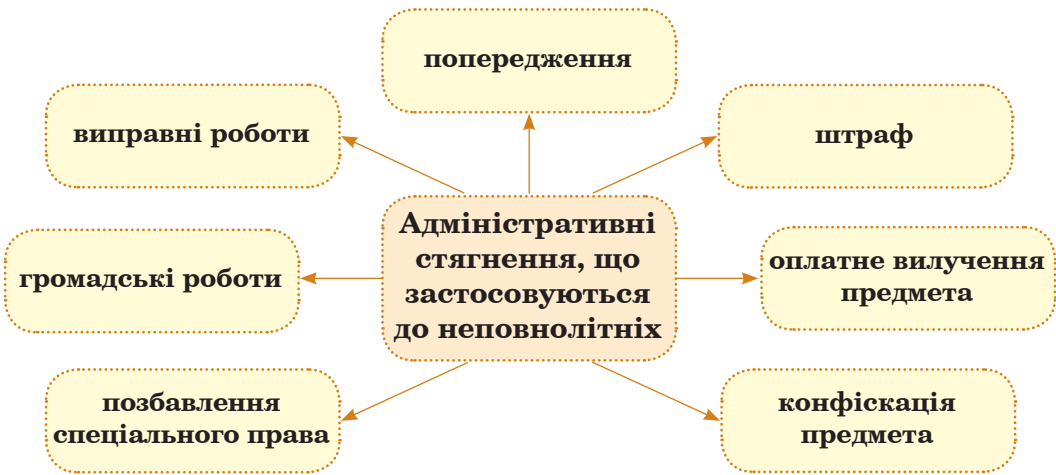 попередження
виправні роботи
штраф
Адміністративні
стягнення, що
застосовуються
до неповнолітніх
громадські роботи
оплатне вилучення
предмета
позбавлення
спеціального права
конфіскація
предмета